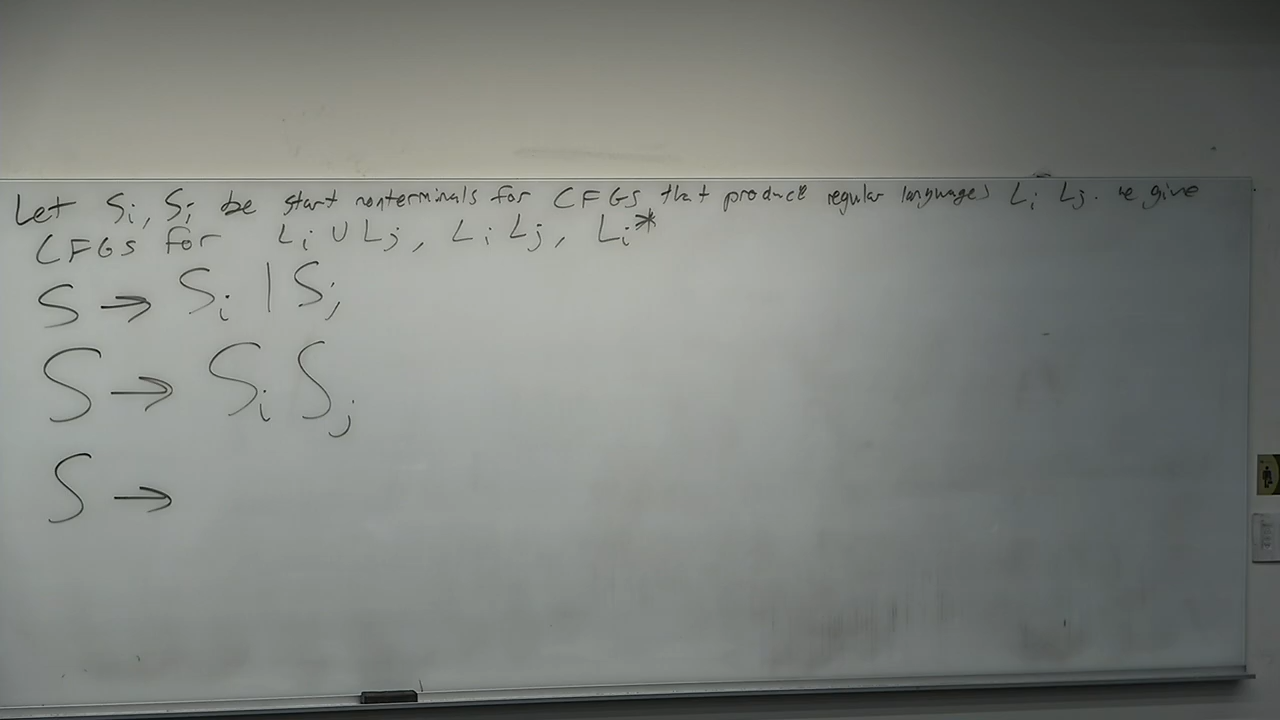 Let Si, Sj be start nonterminals for CFGs that produce regular languages Li Lj. we give
CFGs for Li ∪ Lj, Li Lj, Li*
S → Si | Sj
S → Si Sj
S →